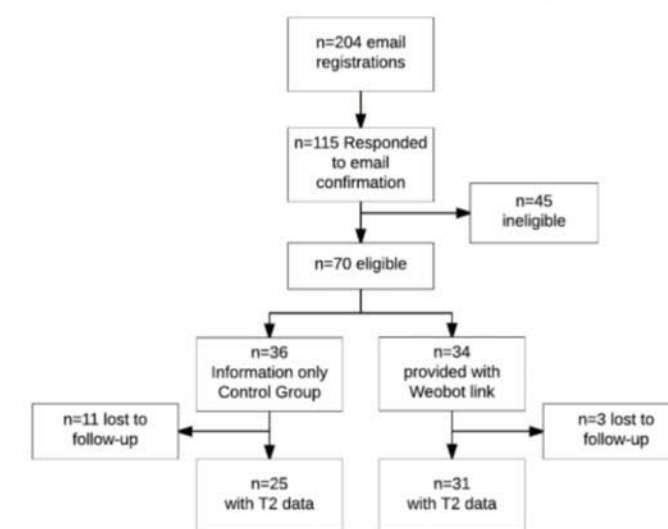 n=204 email
registrations
n=115 Responded
to email
confirmation
n=45
ineligible
n=70 eligible
n=36
Information only
Control Group
n=34
provided with
Weobot link
n=11 lost to
follow-up
n=3 lost to
follow-up
n=25
with T2 data
n=31
with T2 data